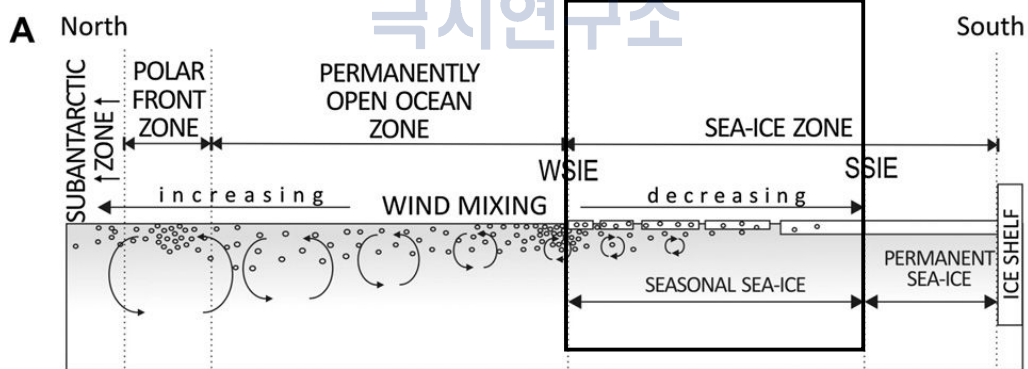 극지연구소
A
North
South
SUBANTARCTIC
ZONE
POLAR
FRONT
ZONE
PERMANENTLY
OPEN OCEAN
ZONE
SEA-ICE ZONE
WSIE
SSIE
increasing
WIND MIXING
decreasing
SEASONAL SEA-ICE
PERMANENT
SEA-ICE
ICE SHELF